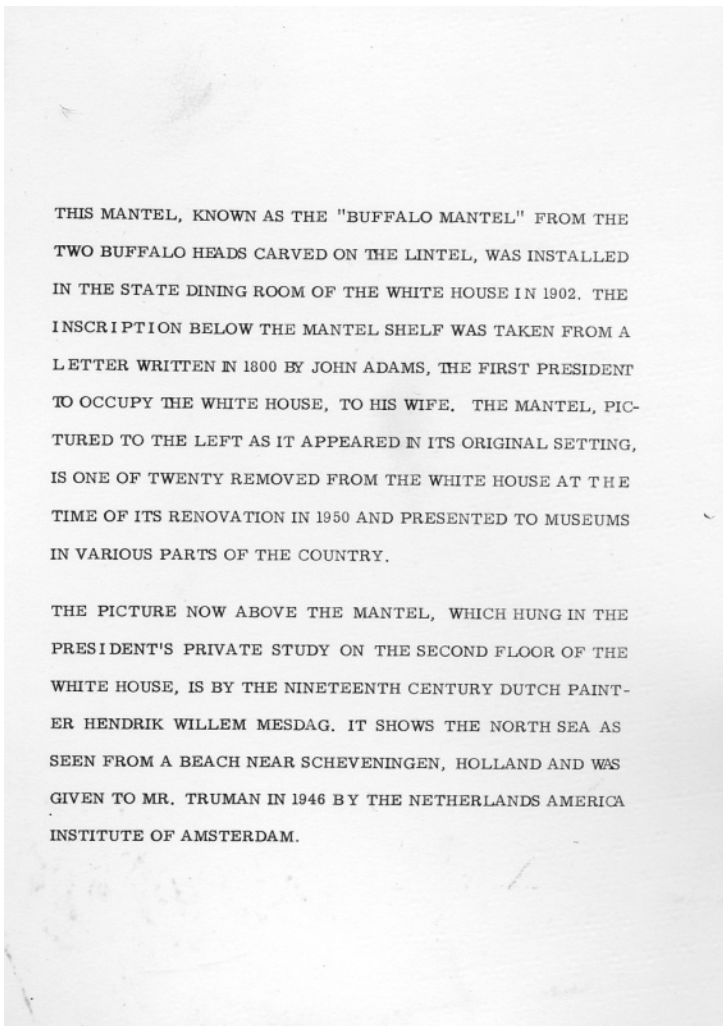 THIS MANTEL, KNOWN AS THE "BUFFALO MANTEL" FROM THE
TWO BUFFALO HEADS CARVED ON THE LINTEL, WAS INSTALLED
IN THE STATE DINING ROOM OF THE WHITE HOUSE IN 1902. THE
INSCRIPTION BELOW THE MANTEL SHELF WAS TAKEN FROM A
LETTER WRITTEN IN 1800 BY JOHN ADAMS, THE FIRST PRESIDENT
TO OCCUPY THE WHITE HOUSE, TO HIS WIFE. THE MANTEL, PIC-
TURED TO THE LEFT AS IT APPEARED IN ITS ORIGINAL SETTING,
IS ONE OF TWENTY REMOVED FROM THE WHITE HOUSE AT THE
TIME OF ITS RENOVATION IN 1950 AND PRESENTED TO MUSEUMS
IN VARIOUS PARTS OF THE COUNTRY.
THE PICTURE NOW ABOVE THE MANTEL, WHICH HUNG IN THE
PRESIDENT'S PRIVATE STUDY ON THE SECOND FLOOR OF THE
WHITE HOUSE, IS BY THE NINETEENTH CENTURY DUTCH PAINT-
ER HENDRIK WILLEM MESDAG. IT SHOWS THE NORTH SEA AS
SEEN FROM A BEACH NEAR SCHEVENINGEN, HOLLAND AND WAS
GIVEN TO MR. TRUMAN IN 1946 BY THE NETHERLANDS AMERICA
INSTITUTE OF AMSTERDAM.